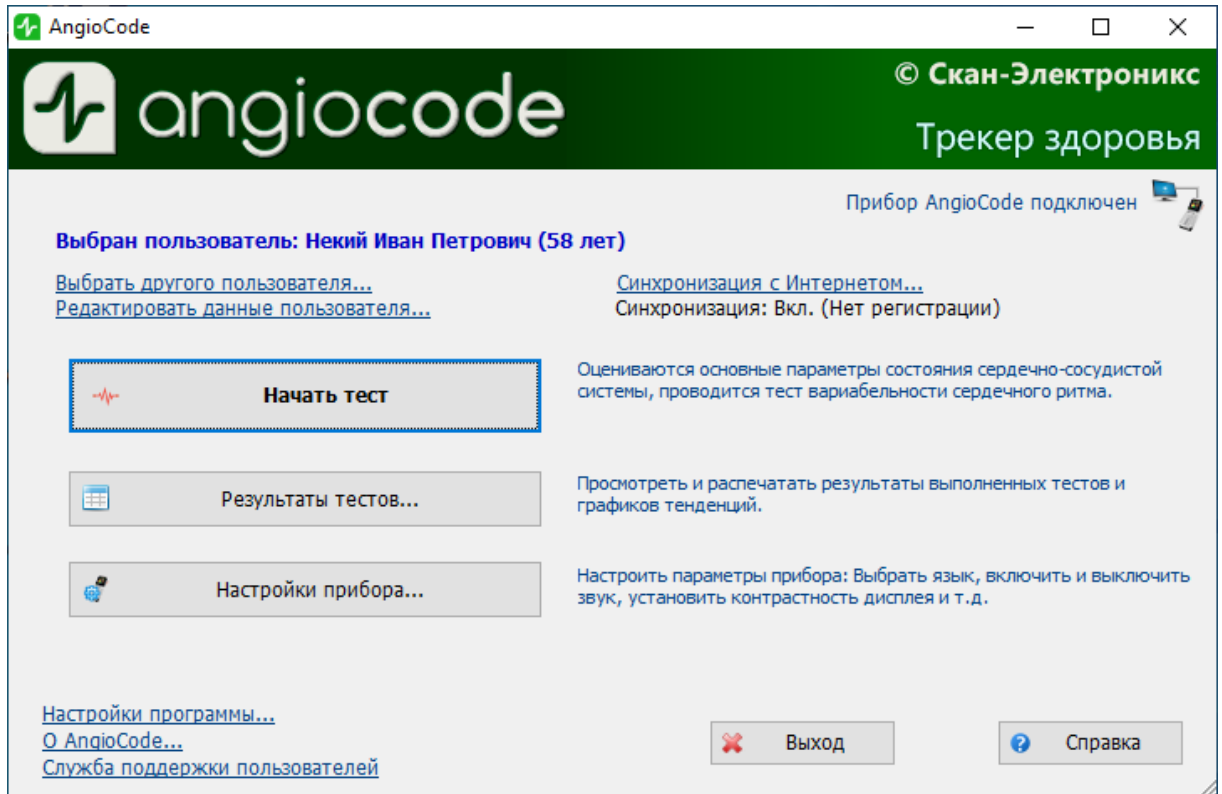 AngioCode
angiocode
© Скан-Электроникс
Трекер здоровья
Прибор AngioCode подключен
Выбран пользователь: Некий Иван Петрович (58 лет)
Выбрать другого пользователя...
Редактировать данные пользователя...
Синхронизация с Интернетом...
Синхронизация: Вкл. (Нет регистрации)
Начать тест
Оцениваются основные параметры состояния сердечно-сосудистой
системы, проводится тест вариабельности сердечного ритма.
Результаты тестов...
Просмотреть и распечатать результаты выполненных тестов и
графиков тенденций.
Настройки прибора...
Настроить параметры прибора: Выбрать язык, включить и выключить
звук, установить контрастность дисплея и т.д.
Настройки программы...
О AngioCode...
Служба поддержки пользователей
Выход
Справка